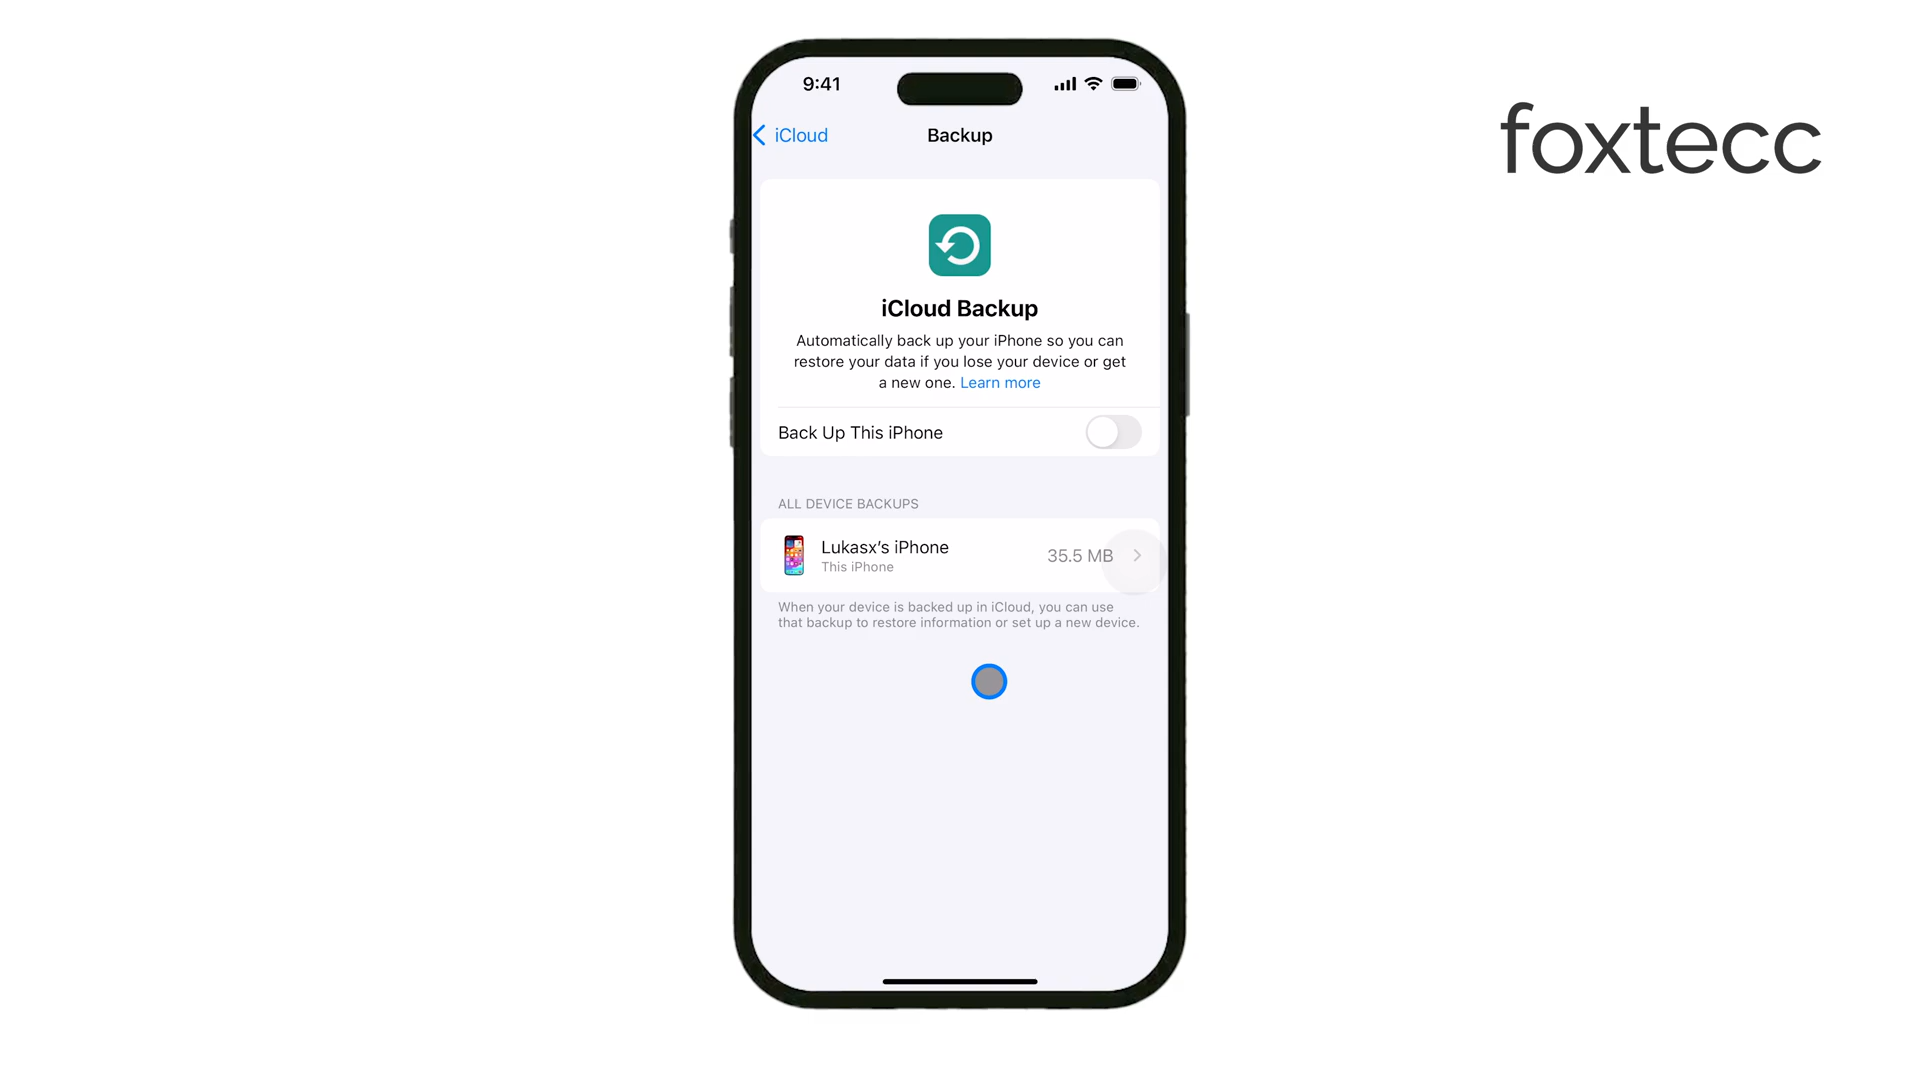 9:41
foxtecc
iCloud
Backup
iCloud Backup
Automatically back up your iPhone so you can
restore your data if you lose your device or get
a new one. Learn more
Back Up This iPhone
ALL DEVICE BACKUPS
Lukasx’s iPhone
35.5 MB
This iPhone
When your device is backed up in iCloud, you can use
that backup to restore information or set up a new device.